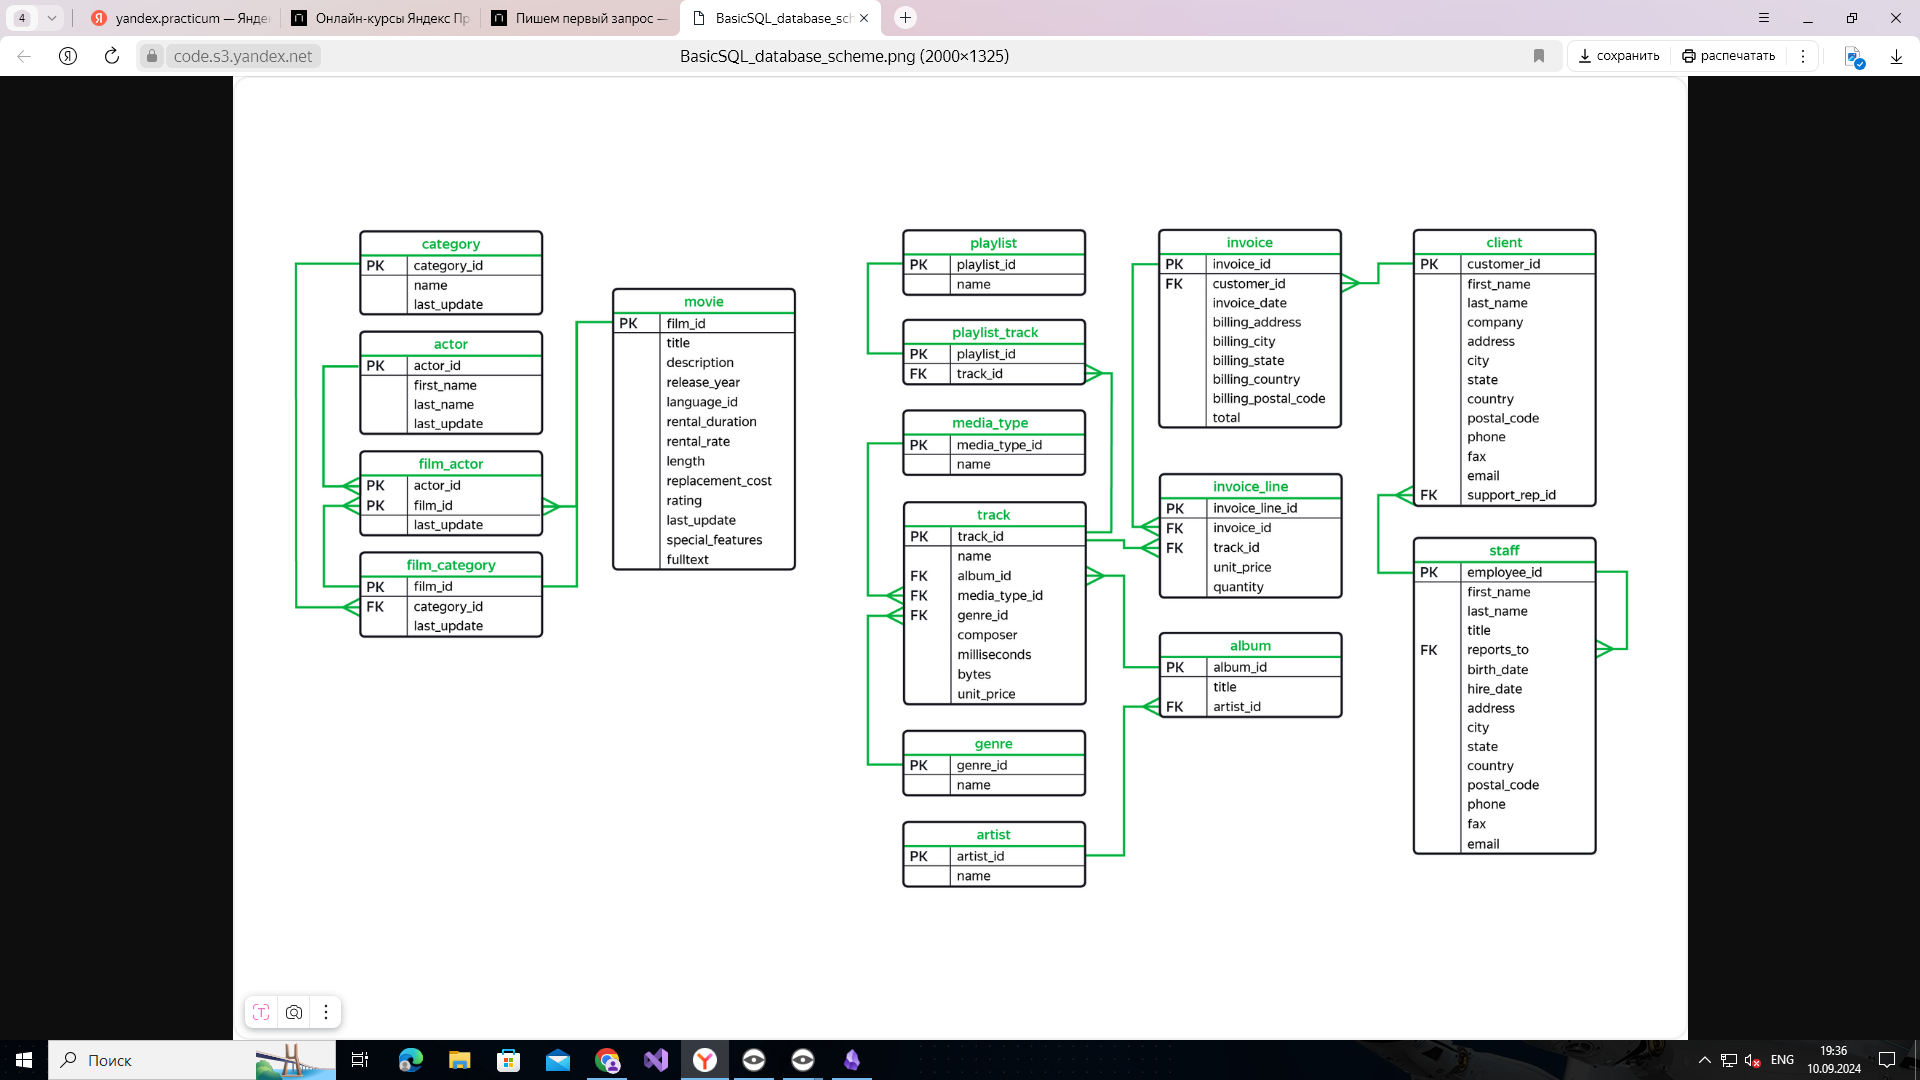 4
yandex.practicum — Яндек
Онлайн-курсы Яндекс Пр
Пишем первый запрос —
BasicSQL_database_sch
code.s3.yandex.net
BasicSQL_database_scheme.png (2000×1325)
сохранить
распечатать
category
PK category_id
name
last_update
actor
PK actor_id
first_name
last_name
last_update
film_actor
PK actor_id
PK film_id
last_update
film_category
PK film_id
FK category_id
last_update
movie
PK film_id
title
description
release_year
language_id
rental_duration
rental_rate
length
replacement_cost
rating
last_update
special_features
fulltext
playlist
PK playlist_id
name
playlist_track
PK playlist_id
FK track_id
media_type
PK media_type_id
name
track
PK track_id
name
FK album_id
FK media_type_id
FK genre_id
composer
milliseconds
bytes
unit_price
genre
PK genre_id
name
artist
PK artist_id
name
invoice
PK invoice_id
FK customer_id
invoice_date
billing_address
billing_city
billing_state
billing_country
billing_postal_code
total
invoice_line
PK invoice_line_id
FK invoice_id
FK track_id
unit_price
quantity
album
PK album_id
title
FK artist_id
client
PK customer_id
first_name
last_name
company
address
city
state
country
postal_code
phone
fax
email
FK support_rep_id
staff
PK employee_id
first_name
last_name
title
FK reports_to
birth_date
hire_date
address
city
state
country
postal_code
phone
fax
email
Поиск
ENG
19:36
10.09.2024